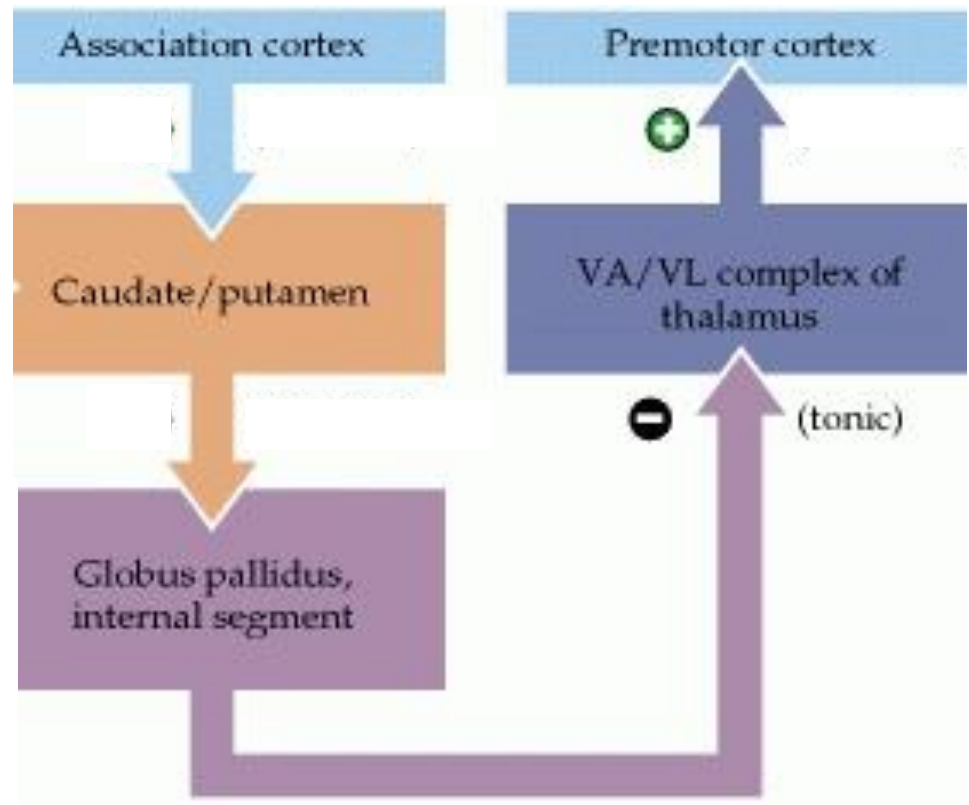 Association cortex
Premotor cortex
Caudate/putamen
VA/VL complex of
thalamus
(tonic)
Globus pallidus,
internal segment